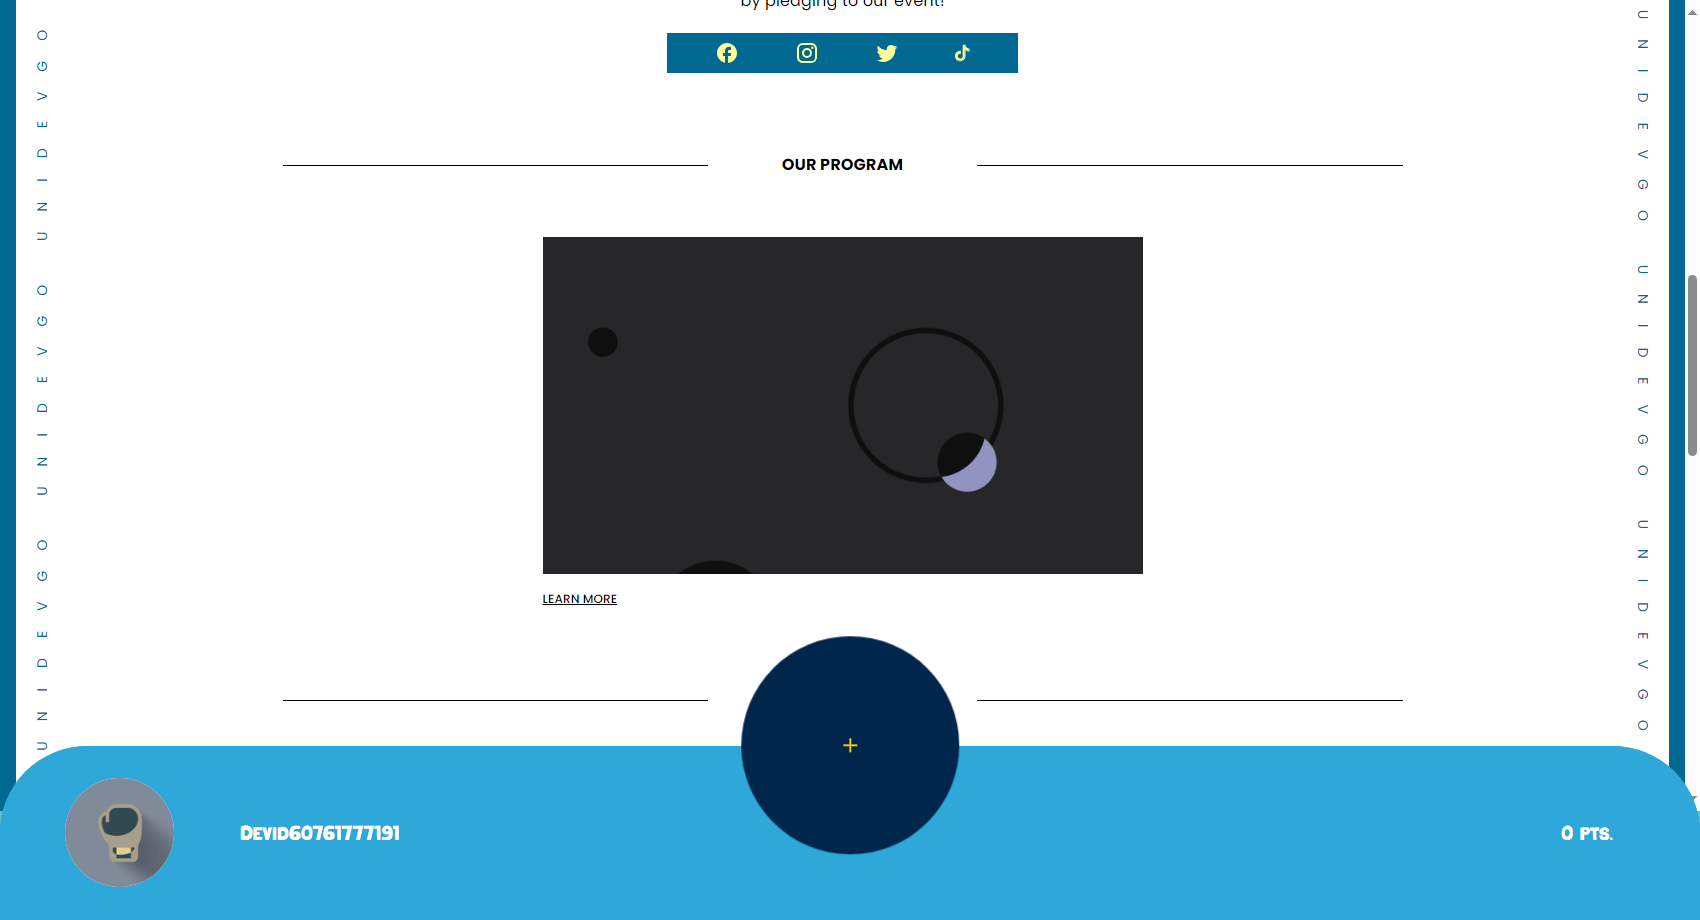 by pledging to our event!
OUR PROGRAM
LEARN MORE
+
DEVID60761777191
0 PTS.
UNIDEVGO UNIDEVGO UNIDEVGO
UNIDEVGO UNIDEVGO UNIDEVGO